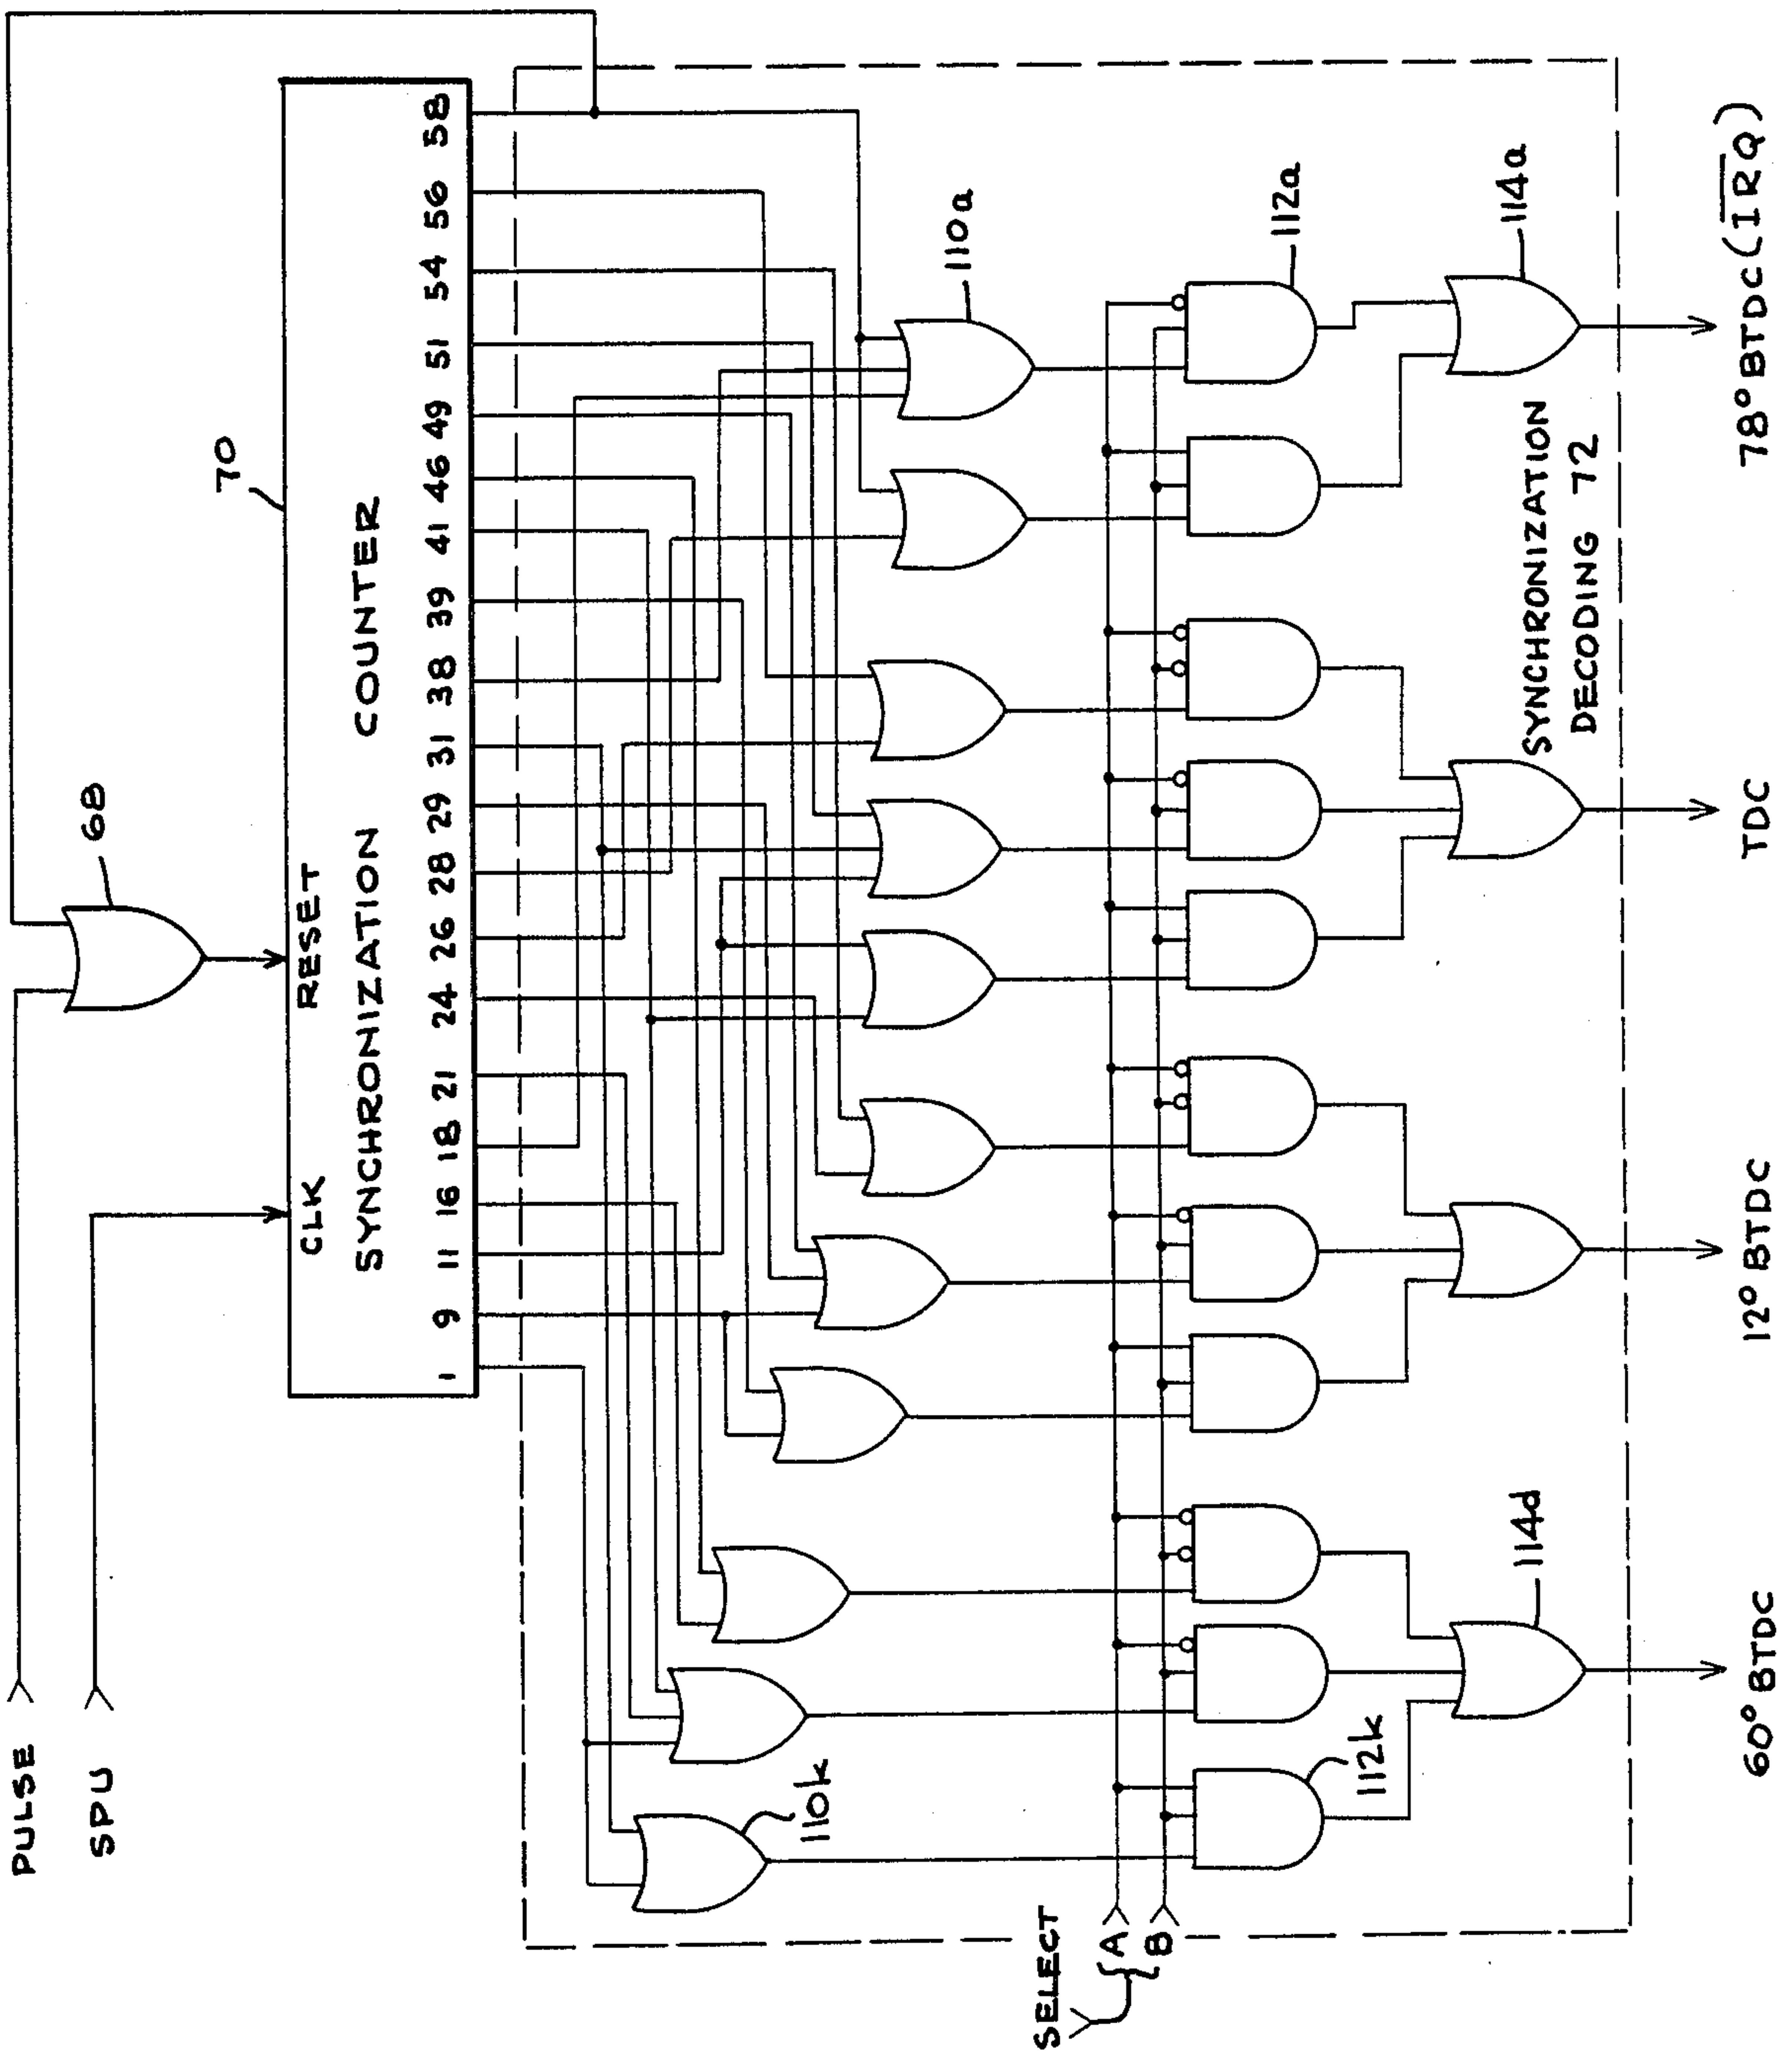 PULSE
SPU
68
70
CLK
RESET
SYNCHRONIZATION COUNTER
1 9 11 16 18 21 24 26 28 29 31 38 39 41 46 49 51 54 56 58
110k
110a
SELECT
A
B
112k
112a
114d
114a
SYNCHRONIZATION
DECODING 72
60° BTDC
12° BTDC
TDC
78° BTDC (IRQ)